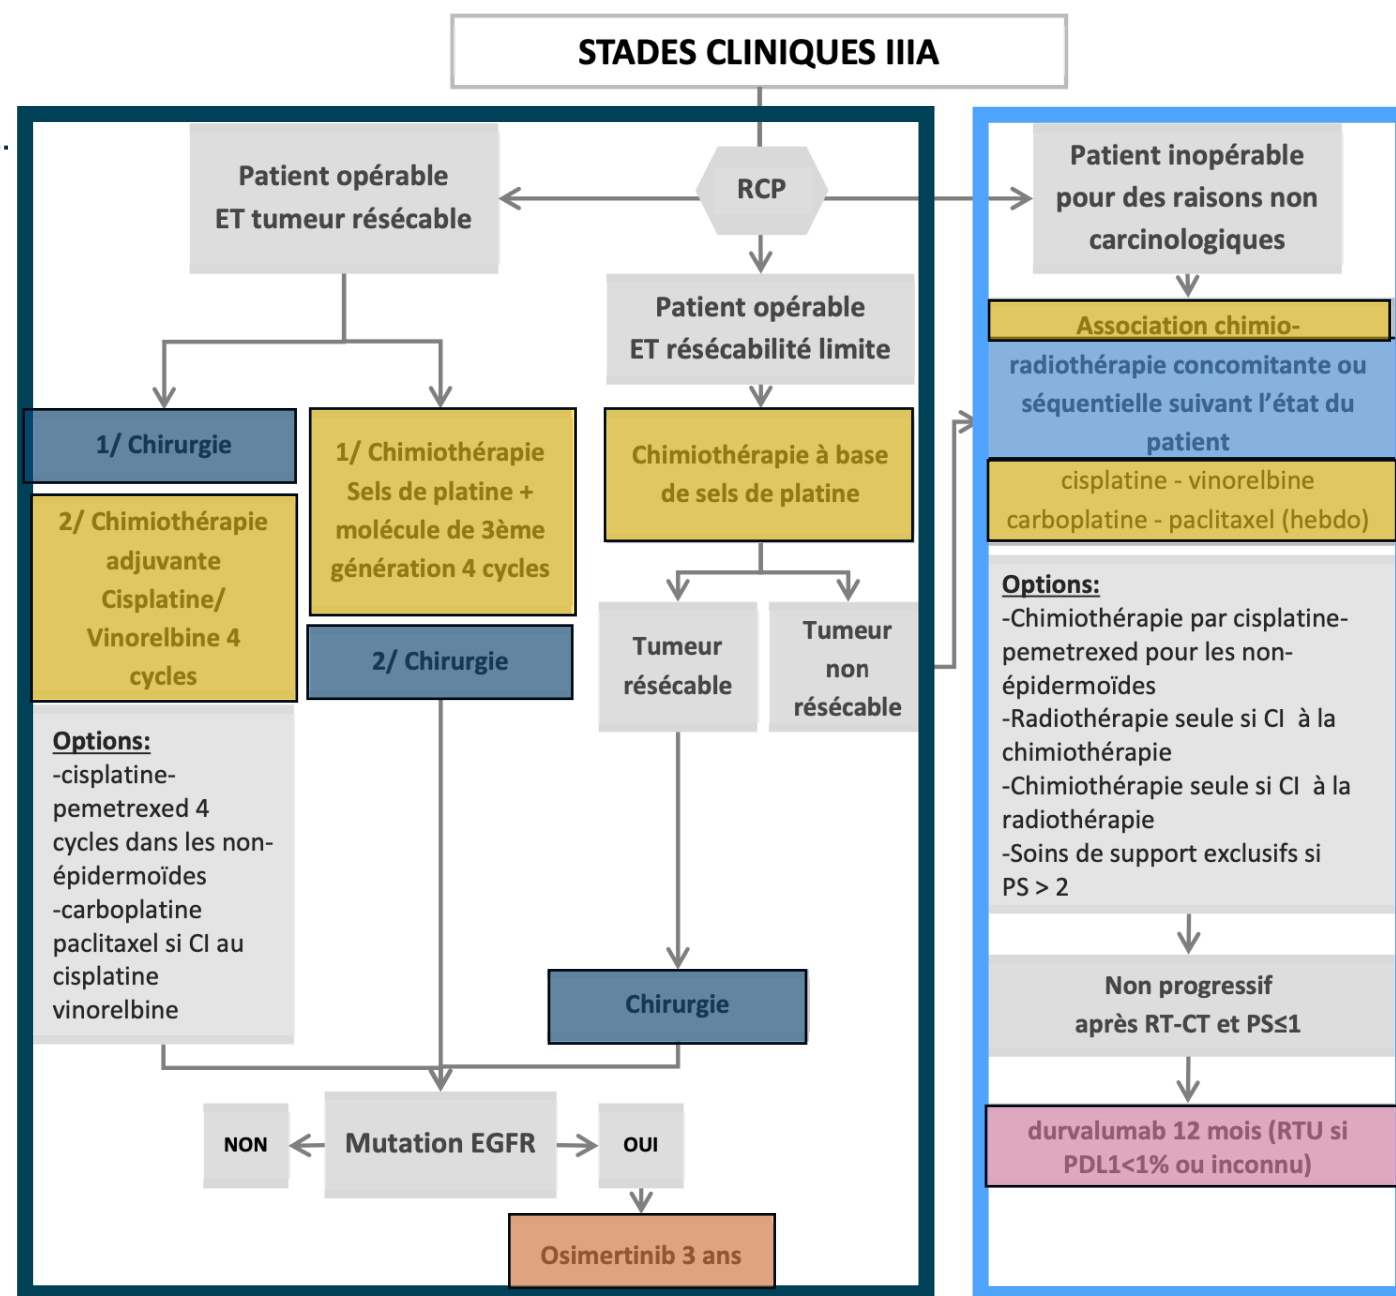 STADES CLINIQUES IIIA
RCP
Patient opérable
ET tumeur résécable
1/ Chirurgie
2/ Chimiothérapie
adjuvante
Cisplatine/
Vinorelbine 4
cycles
Options:
-cisplatine-
pemetrexed 4
cycles dans les non-
épidermoïdes
-carboplatine
paclitaxel si CI au
cisplatine
vinorelbine
1/ Chimiothérapie
Sels de platine +
molécule de 3ème
génération 4 cycles
2/ Chirurgie
Patient opérable
ET résécabilité limite
Chimiothérapie à base
de sels de platine
Tumeur
résécable
Tumeur
non
résécable
Chirurgie
Mutation EGFR
NON
OUI
Osimertinib 3 ans
Patient inopérable
pour des raisons non
carcinologiques
Association chimio-
radiothérapie concomitante ou
séquentielle suivant l'état du
patient
cisplatine - vinorelbine
carboplatine - paclitaxel (hebdo)
Options:
-Chimiothérapie par cisplatine-
pemetrexed pour les non-
épidermoïdes
-Radiothérapie seule si CI à la
chimiothérapie
-Chimiothérapie seule si CI à la
radiothérapie
-Soins de support exclusifs si
PS > 2
Non progressif
après RT-CT et PS≤1
durvalumab 12 mois (RTU si
PDL1<1% ou inconnu)